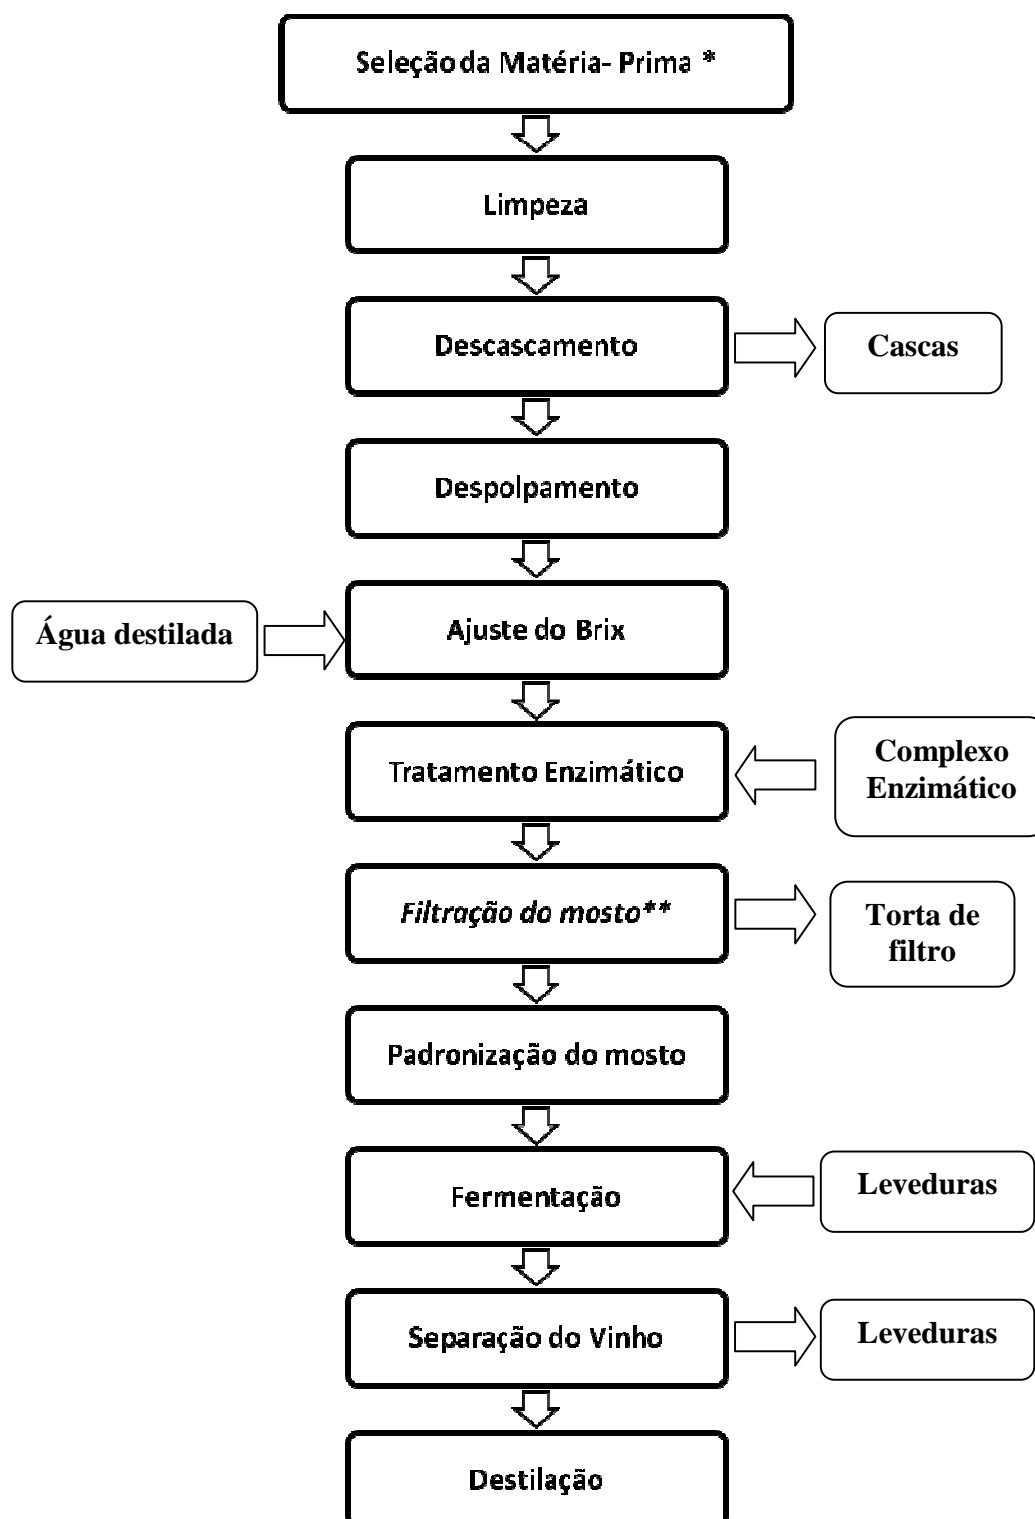 Seleção da Matéria- Prima *
Limpeza
Descascamento
Cascas
Despolpamento
Água destilada
Ajuste do Brix
Tratamento Enzimático
Complexo
Enzimático
Filtração do mosto**
Torta de
filtro
Padronização do mosto
Fermentação
Leveduras
Separação do Vinho
Leveduras
Destilação